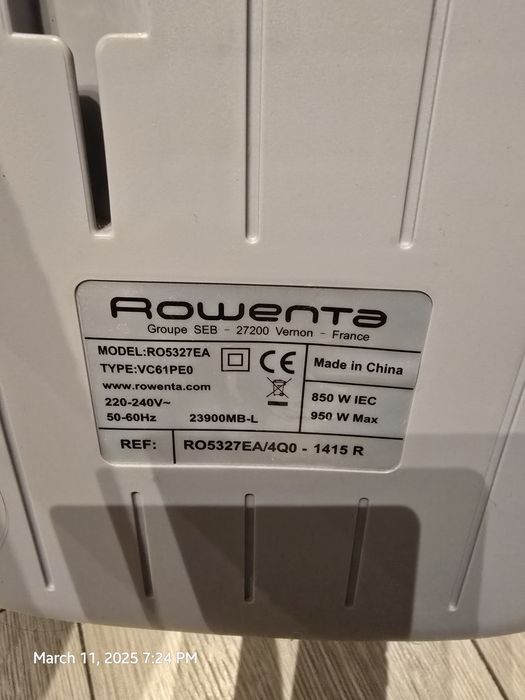 Rowenta
Groupe SEB - 27200 Vernon - France
MODEL:RO5327EA
TYPE:VC61PE0
www.rowenta.com
220-240V~
50-60Hz 23900MB-L
CE
Made in China
850 W IEC
950 W Max
REF: RO5327EA/4Q0 - 1415 R
March 11, 2025 7:24 PM